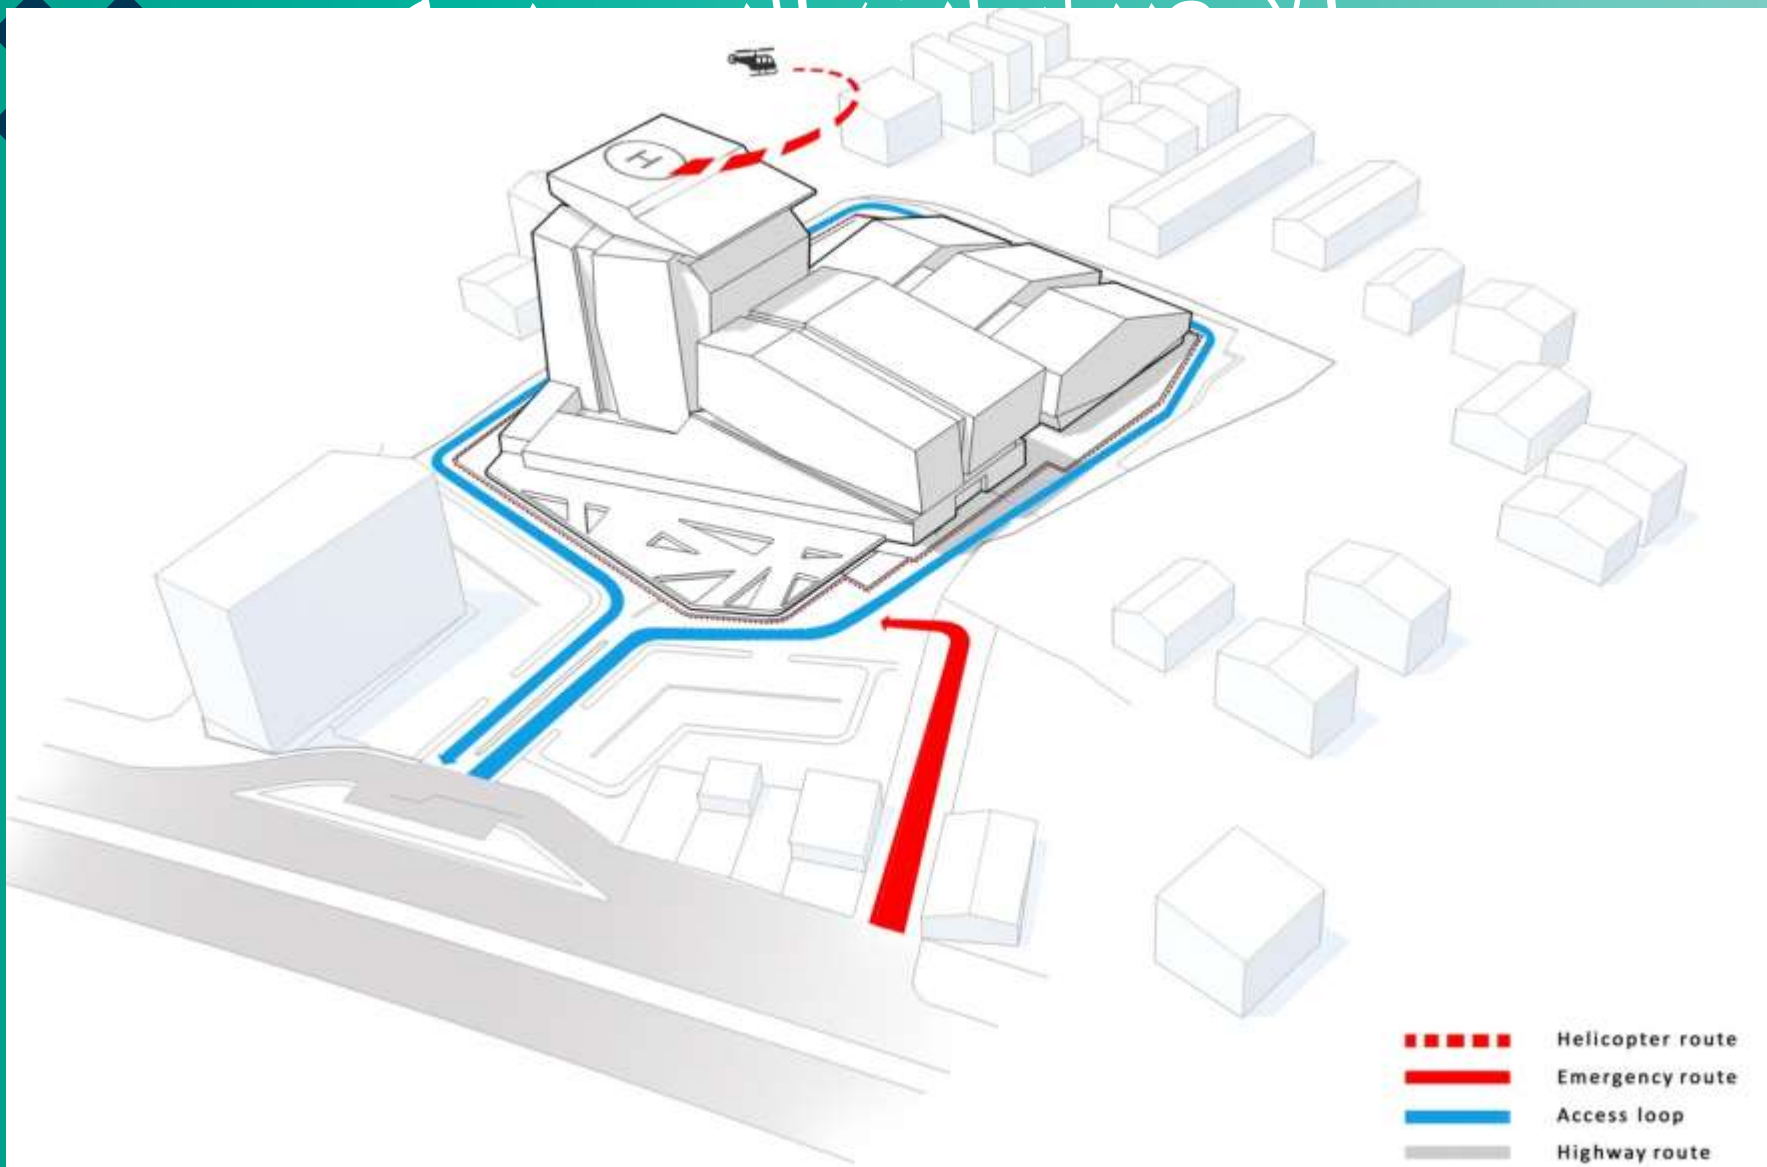 H
Helicopter route
Emergency route
Access loop
Highway route